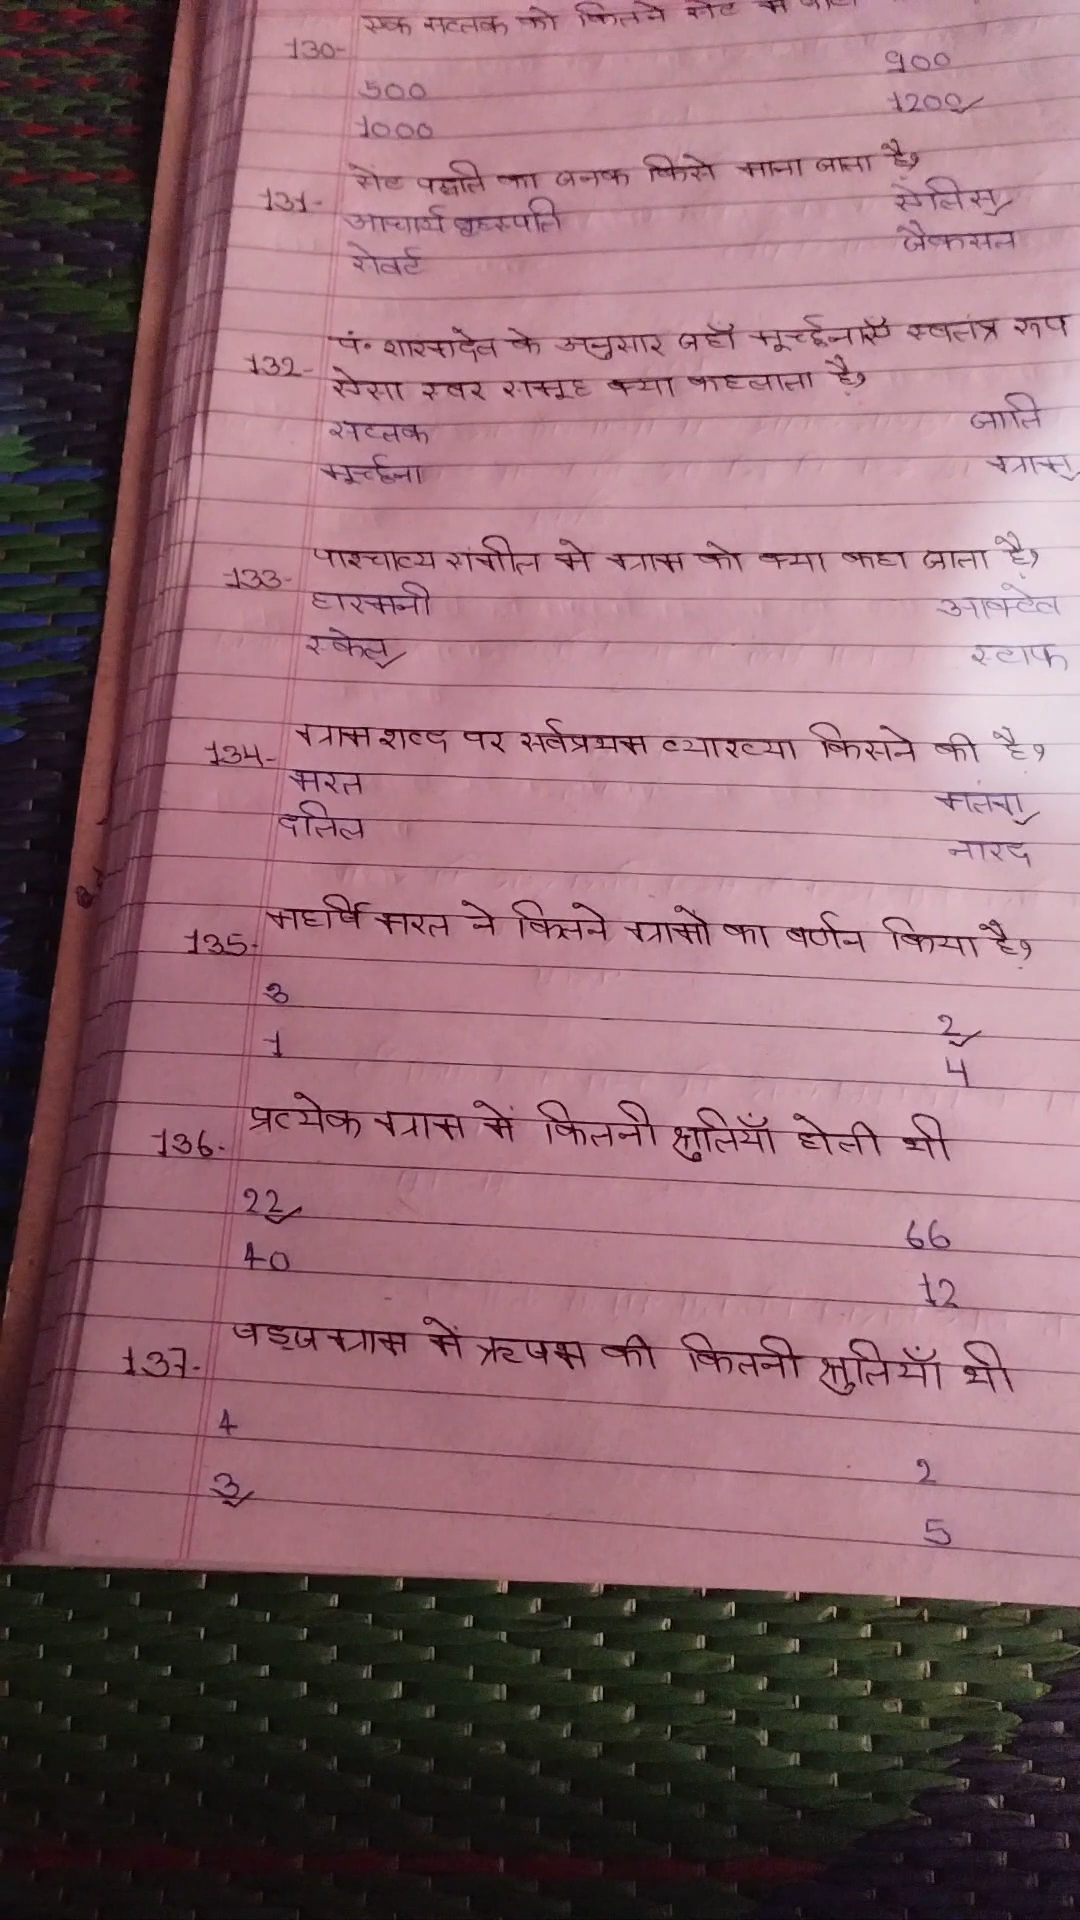 130- एक सप्तक को कितने सेंट में
500 900
1000 1200
131- सेंट पद्धति का जनक किसे माना जाता है?
आचार्य बृहस्पति ऐलिस
रोबर्ट जैकसन
132- पं. शारंगदेव के अनुसार जहाँ मूर्च्छनाएँ स्वतंत्र रूप
ऐसा स्वर समूह क्या कहलाता है?
सप्तक जाति
मूर्च्छना ग्राम
133- पाश्चात्य संगीत मे ग्राम को क्या कहा जाता है?
हारमनी आक्टेव
स्केल स्टाफ
134- ग्राम शब्द पर सर्वप्रथम व्याख्या किसने की है?
भरत मतंग
दतिल नारद
135- महर्षि भरत ने कितने ग्रामो का वर्णन किया है?
3 2
1 4
136- प्रत्येक ग्राम में कितनी श्रुतियाँ होती थी
22 66
40 12
137- षड्ज ग्राम में ऋषभ की कितनी श्रुतियाँ थी
4 2
3 5